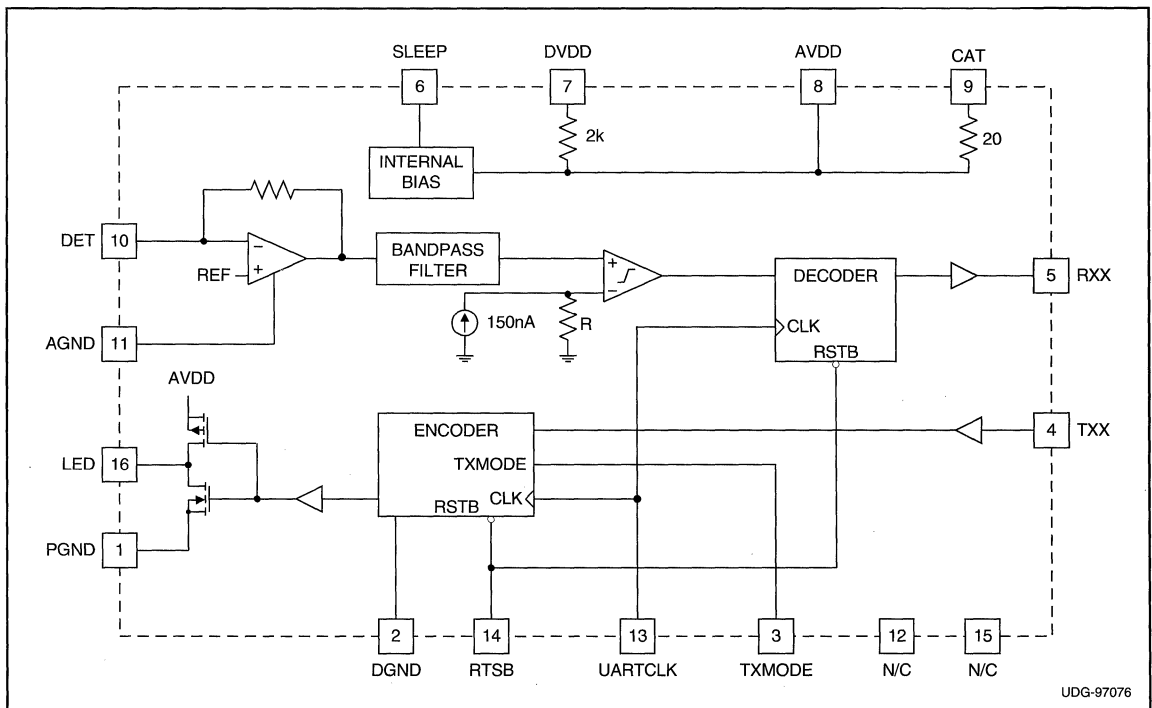 SLEEP DVDD AVDD CAT
6 7 8 9
2k 20
INTERNAL
BIAS
DET 10
BANDPASS
FILTER
−
+
REF
+
−
DECODER
5 RXX
150nA R
CLK
AGND 11
RSTB
AVDD
ENCODER
4 TXX
LED 16
TXMODE
CLK
RSTB
PGND 1
2 14 13 3 12 15
DGND RTSB UARTCLK TXMODE N/C N/C
UDG-97076